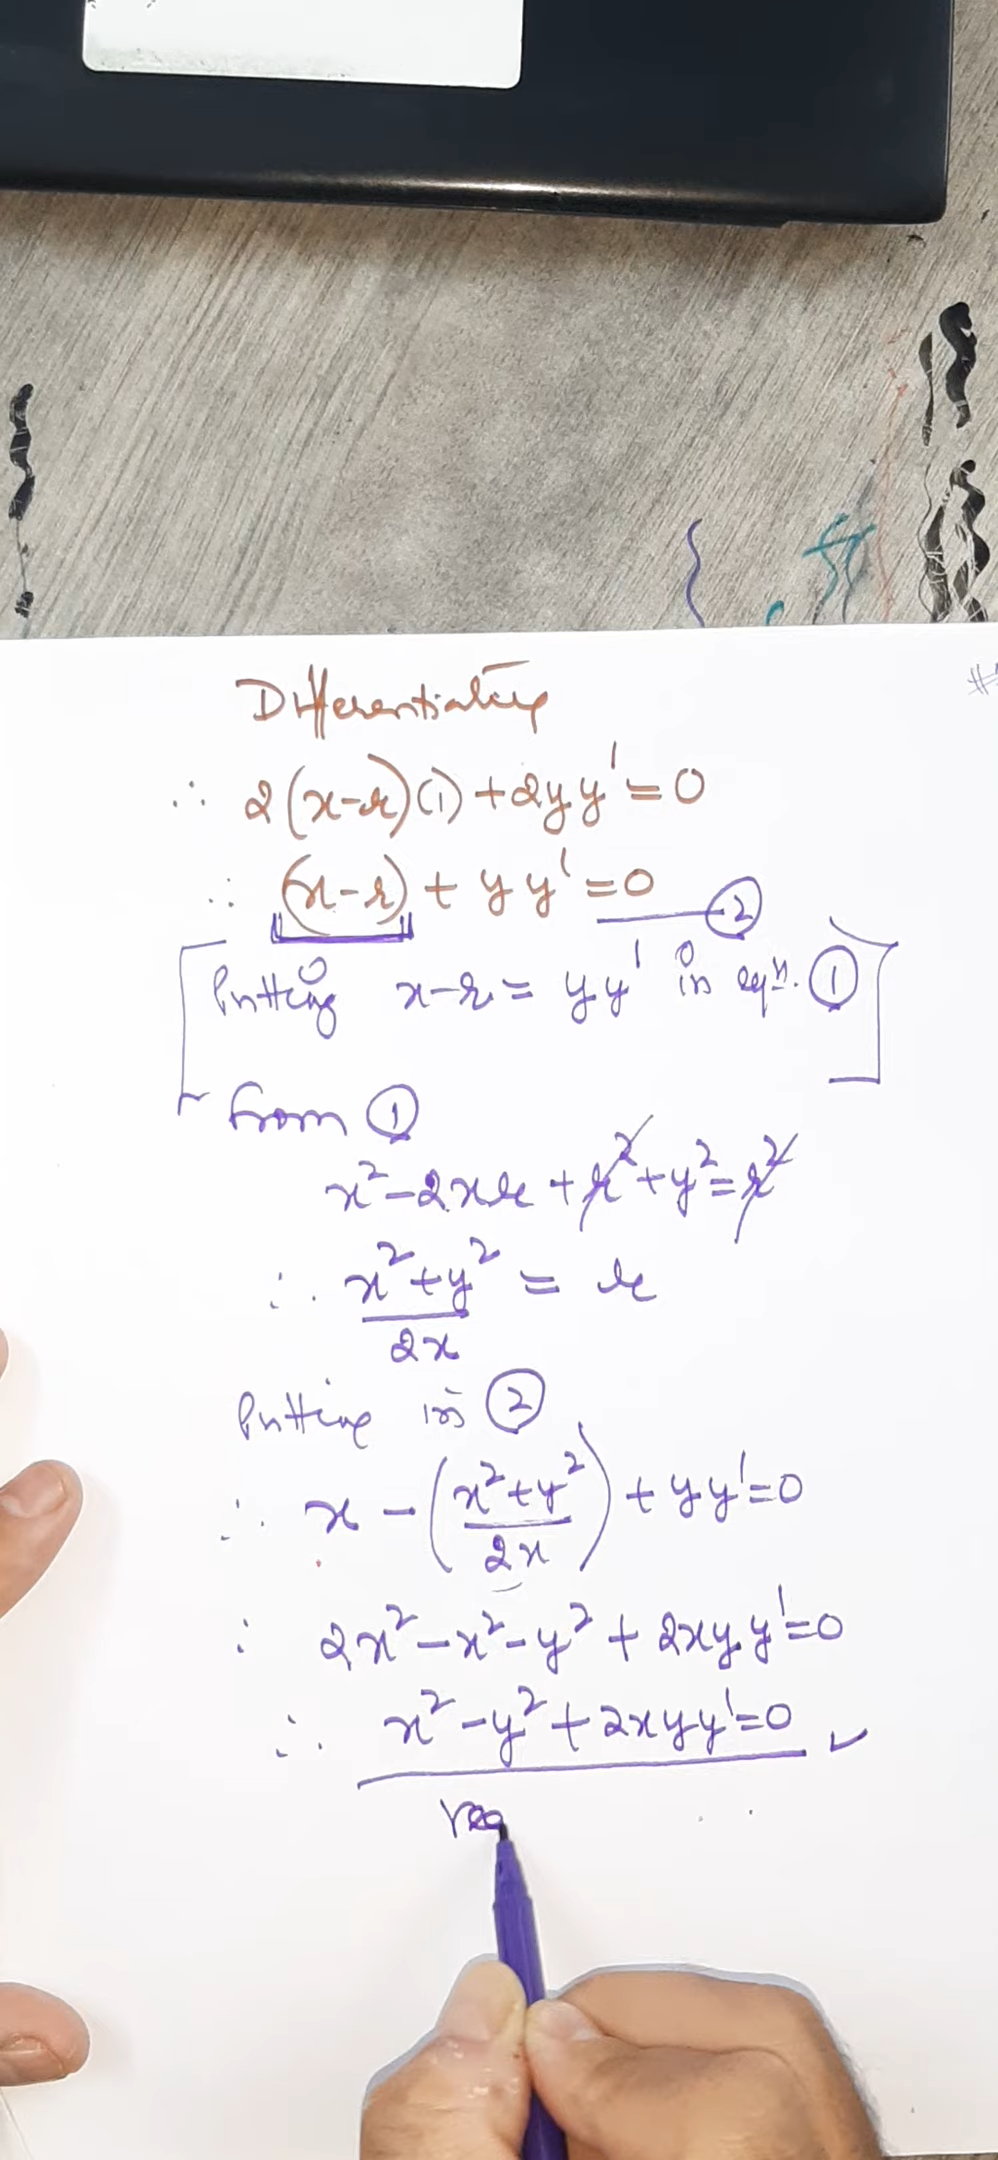 Differentiating
∴ 2(x-r)(1) + 2yy' = 0
∴ (x-r) + yy' = 0 ②
Putting x-r = yy' in eqn. ①
From ①
x² - 2xr + r² + y² = r²
∴ x² + y² / 2x = r
Putting in ②
∴ x - (x² + y² / 2x) + yy' = 0
∴ 2x² - x² - y² + 2xyy' = 0
∴ x² - y² + 2xyy' = 0 ✓